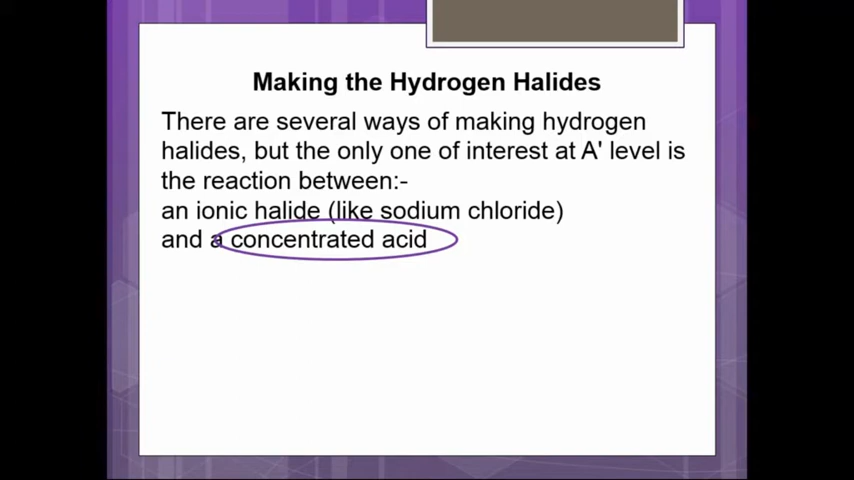 Making the Hydrogen Halides
There are several ways of making hydrogen
halides, but the only one of interest at A' level is
the reaction between:-
an ionic halide (like sodium chloride)
and a concentrated acid